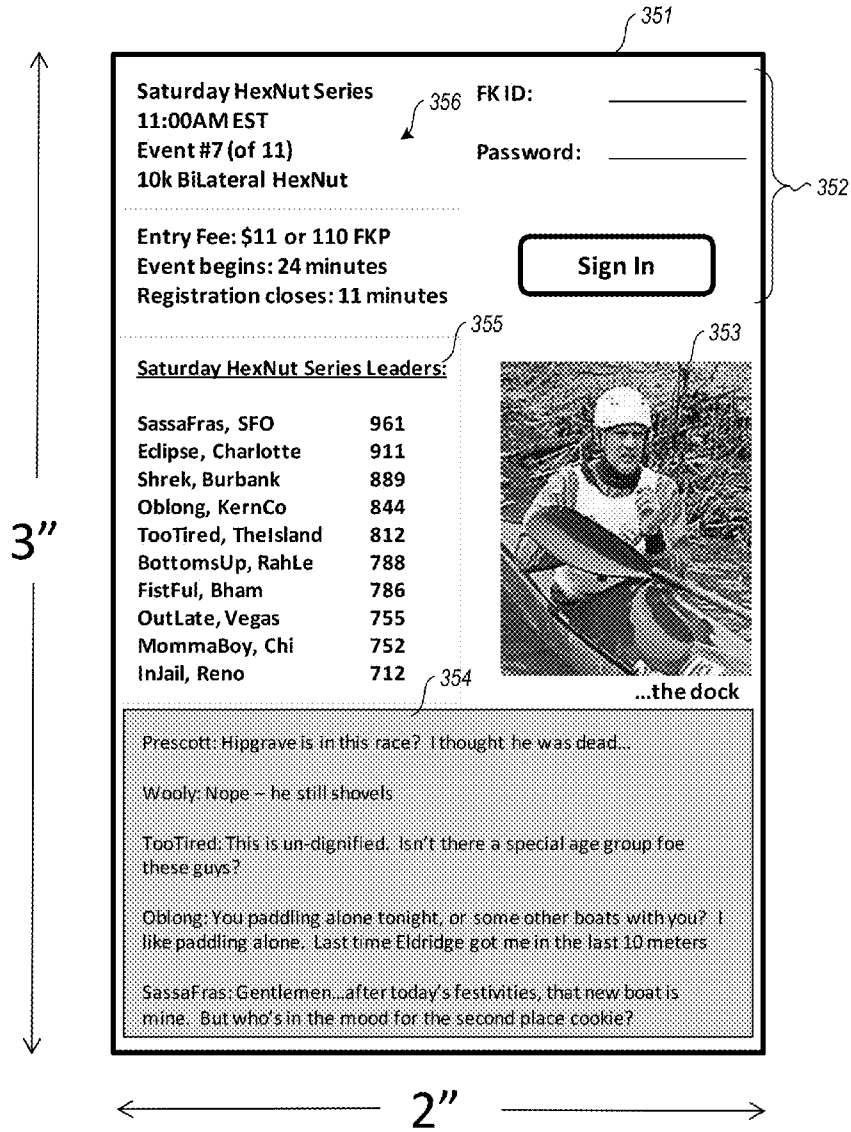 351
Saturday HexNut Series
11:00AM EST
Event #7 (of 11)
10k BiLateral HexNut
356
FK ID:
Password:
352
Entry Fee: $11 or 110 FKP
Event begins: 24 minutes
Registration closes: 11 minutes
Sign In
355
353
Saturday HexNut Series Leaders:
SassaFras, SFO 961
Eclipse, Charlotte 911
Shrek, Burbank 889
Oblong, KernCo 844
TooTired, TheIsland 812
BottomsUp, RahLe 788
FistFul, Bham 786
OutLate, Vegas 755
MommaBoy, Chi 752
InJail, Reno 712
...the dock
354
Prescott: Hipgrave is in this race? I thought he was dead...
Wooly: Nope – he still shovels
TooTired: This is un-dignified. Isn't there a special age group foe
these guys?
Oblong: You paddling alone tonight, or some other boats with you? I
like paddling alone. Last time Eldridge got me in the last 10 meters
SassaFras: Gentlemen...after today's festivities, that new boat is
mine. But who's in the mood for the second place cookie?
3"
2"